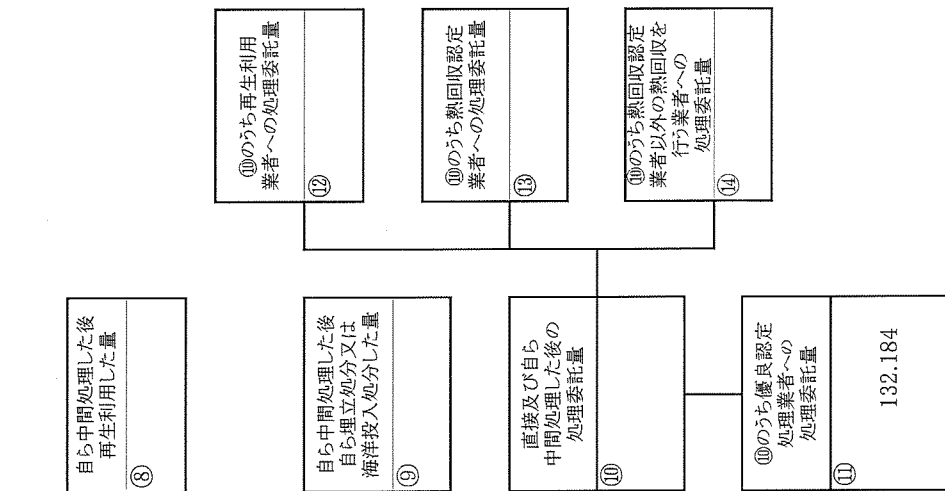 自ら中間処理した後
再生利用した量
⑧
自ら中間処理した後
自ら埋立処分又は
海洋投入処分した量
⑨
直接及び自ら
中間処理した後の
処理委託量
⑩
⑩のうち優良認定
処理業者への
処理委託量
⑪
132.184
⑩のうち再生利用
業者への処理委託量
⑫
⑩のうち熱回収認定
業者への処理委託量
⑬
⑩のうち熱回収認定
業者以外の熱回収を
行う業者への
処理委託量
⑭